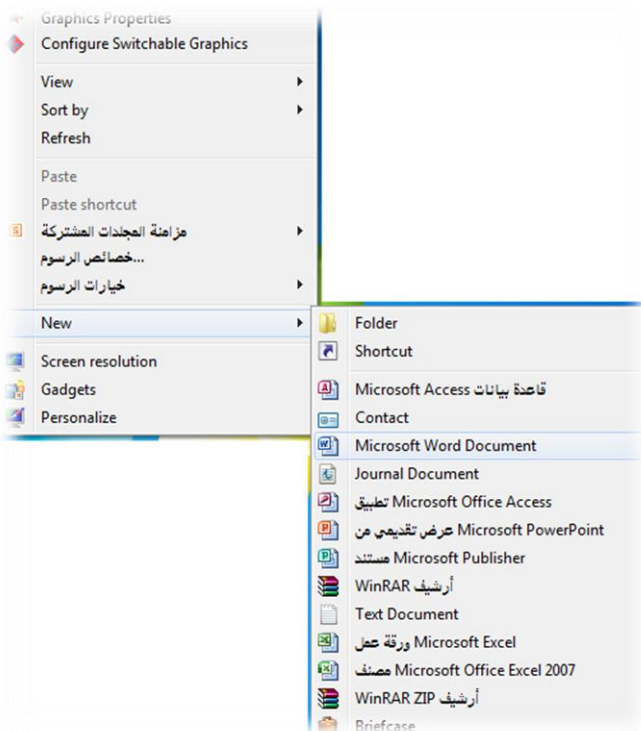 Graphics Properties
Configure Switchable Graphics
View
Sort by
Refresh
Paste
Paste shortcut
مزامنة المجلدات المشتركة
خصائص الرسوم...
خيارات الرسوم
New
Screen resolution
Gadgets
Personalize
Folder
Shortcut
قاعدة بيانات Microsoft Access
Contact
Microsoft Word Document
Journal Document
تطبيق Microsoft Office Access
عرض تقديمي من Microsoft PowerPoint
مستند Microsoft Publisher
أرشيف WinRAR
Text Document
ورقة عمل Microsoft Excel
مصنف Microsoft Office Excel 2007
أرشيف WinRAR ZIP
Briefcase